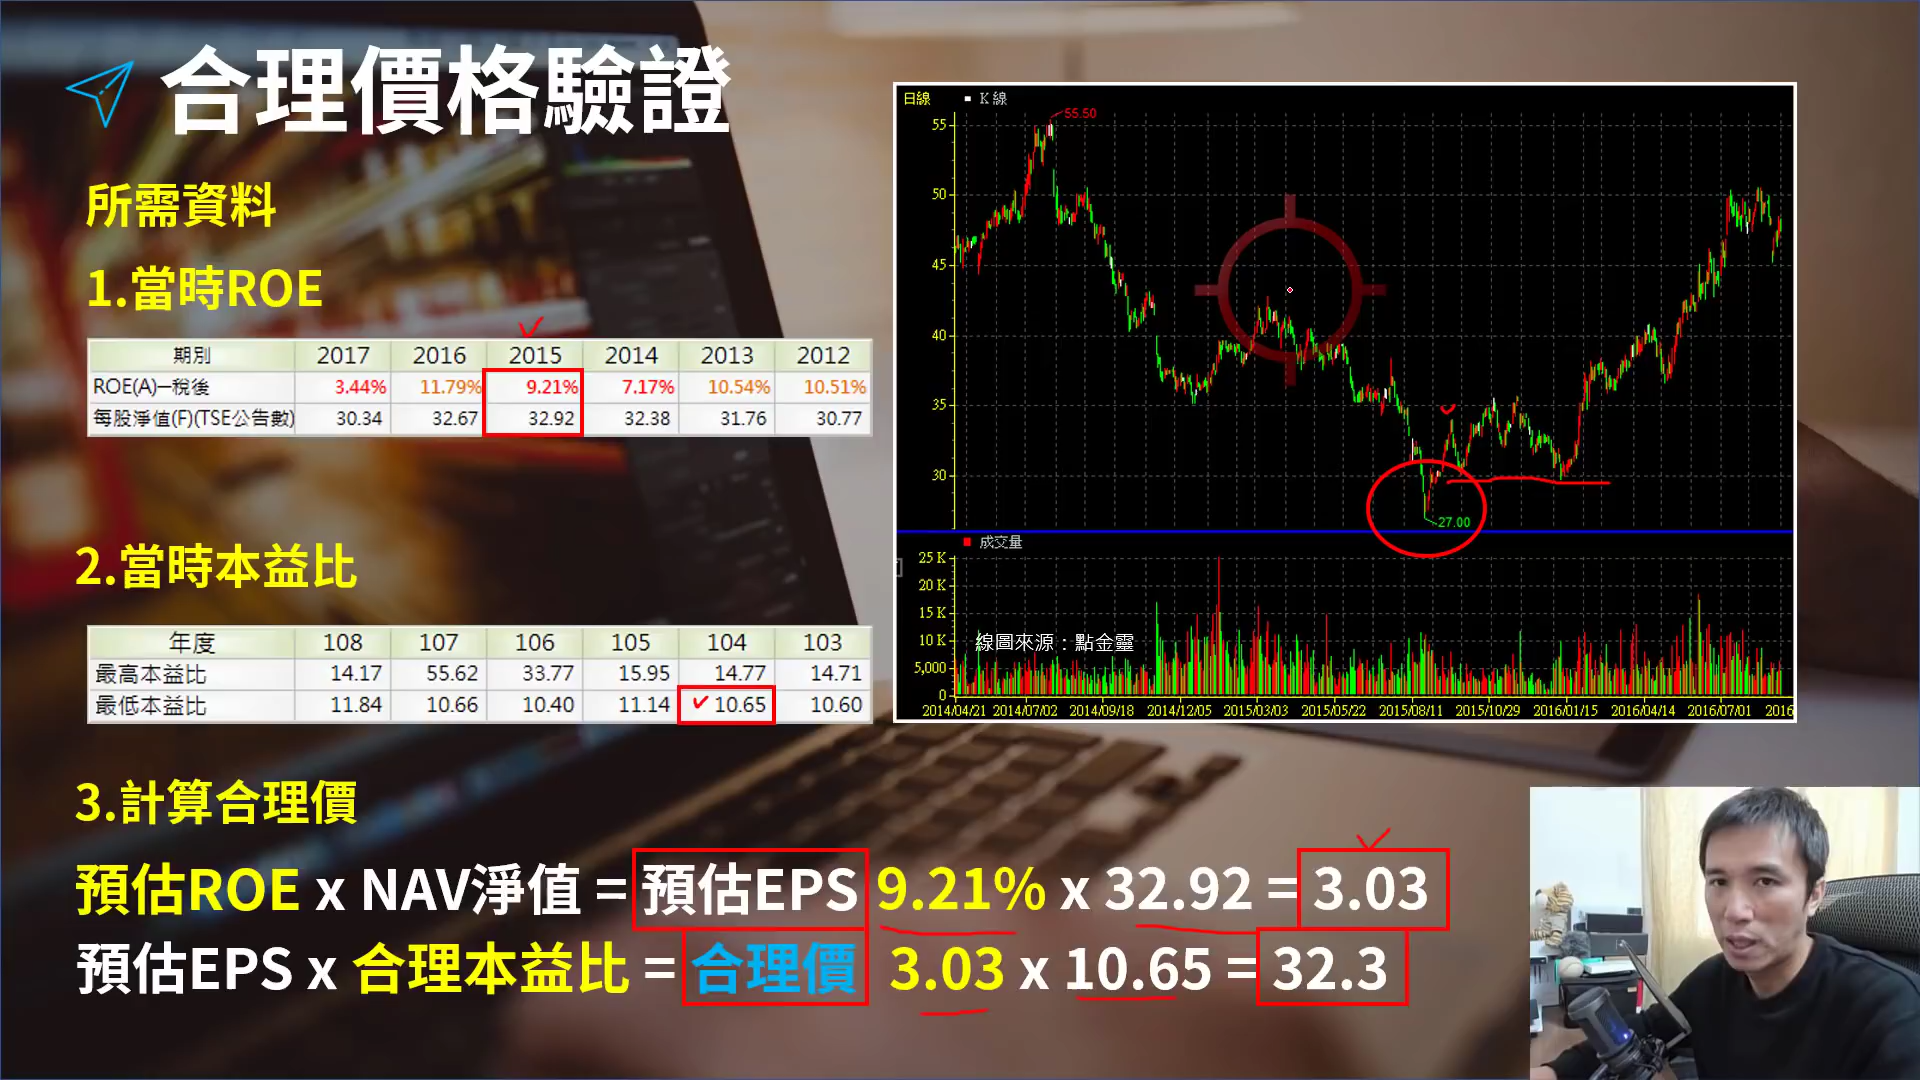 合理價格驗證
所需資料
1.當時ROE
期別 2017 2016 2015 2014 2013 2012
ROE(A)─稅後 3.44% 11.79% 9.21% 7.17% 10.54% 10.51%
每股淨值(F)(TSE公告數) 30.34 32.67 32.92 32.38 31.76 30.77
2.當時本益比
年度 108 107 106 105 104 103
最高本益比 14.17 55.62 33.77 15.95 14.77 14.71
最低本益比 11.84 10.66 10.40 11.14 10.65 10.60
3.計算合理價
預估ROE x NAV淨值 = 預估EPS 9.21% x 32.92 = 3.03
預估EPS x 合理本益比 = 合理價 3.03 x 10.65 = 32.3
日線 K線
55.50
55
50
45
40
35
30
27.00
成交量
25 K
20 K
15 K
10 K
5,000
0
線圖來源：點金靈
2014/04/21 2014/07/02 2014/09/18 2014/12/05 2015/03/03 2015/05/22 2015/08/11 2015/10/29 2016/01/15 2016/04/14 2016/07/01 2016